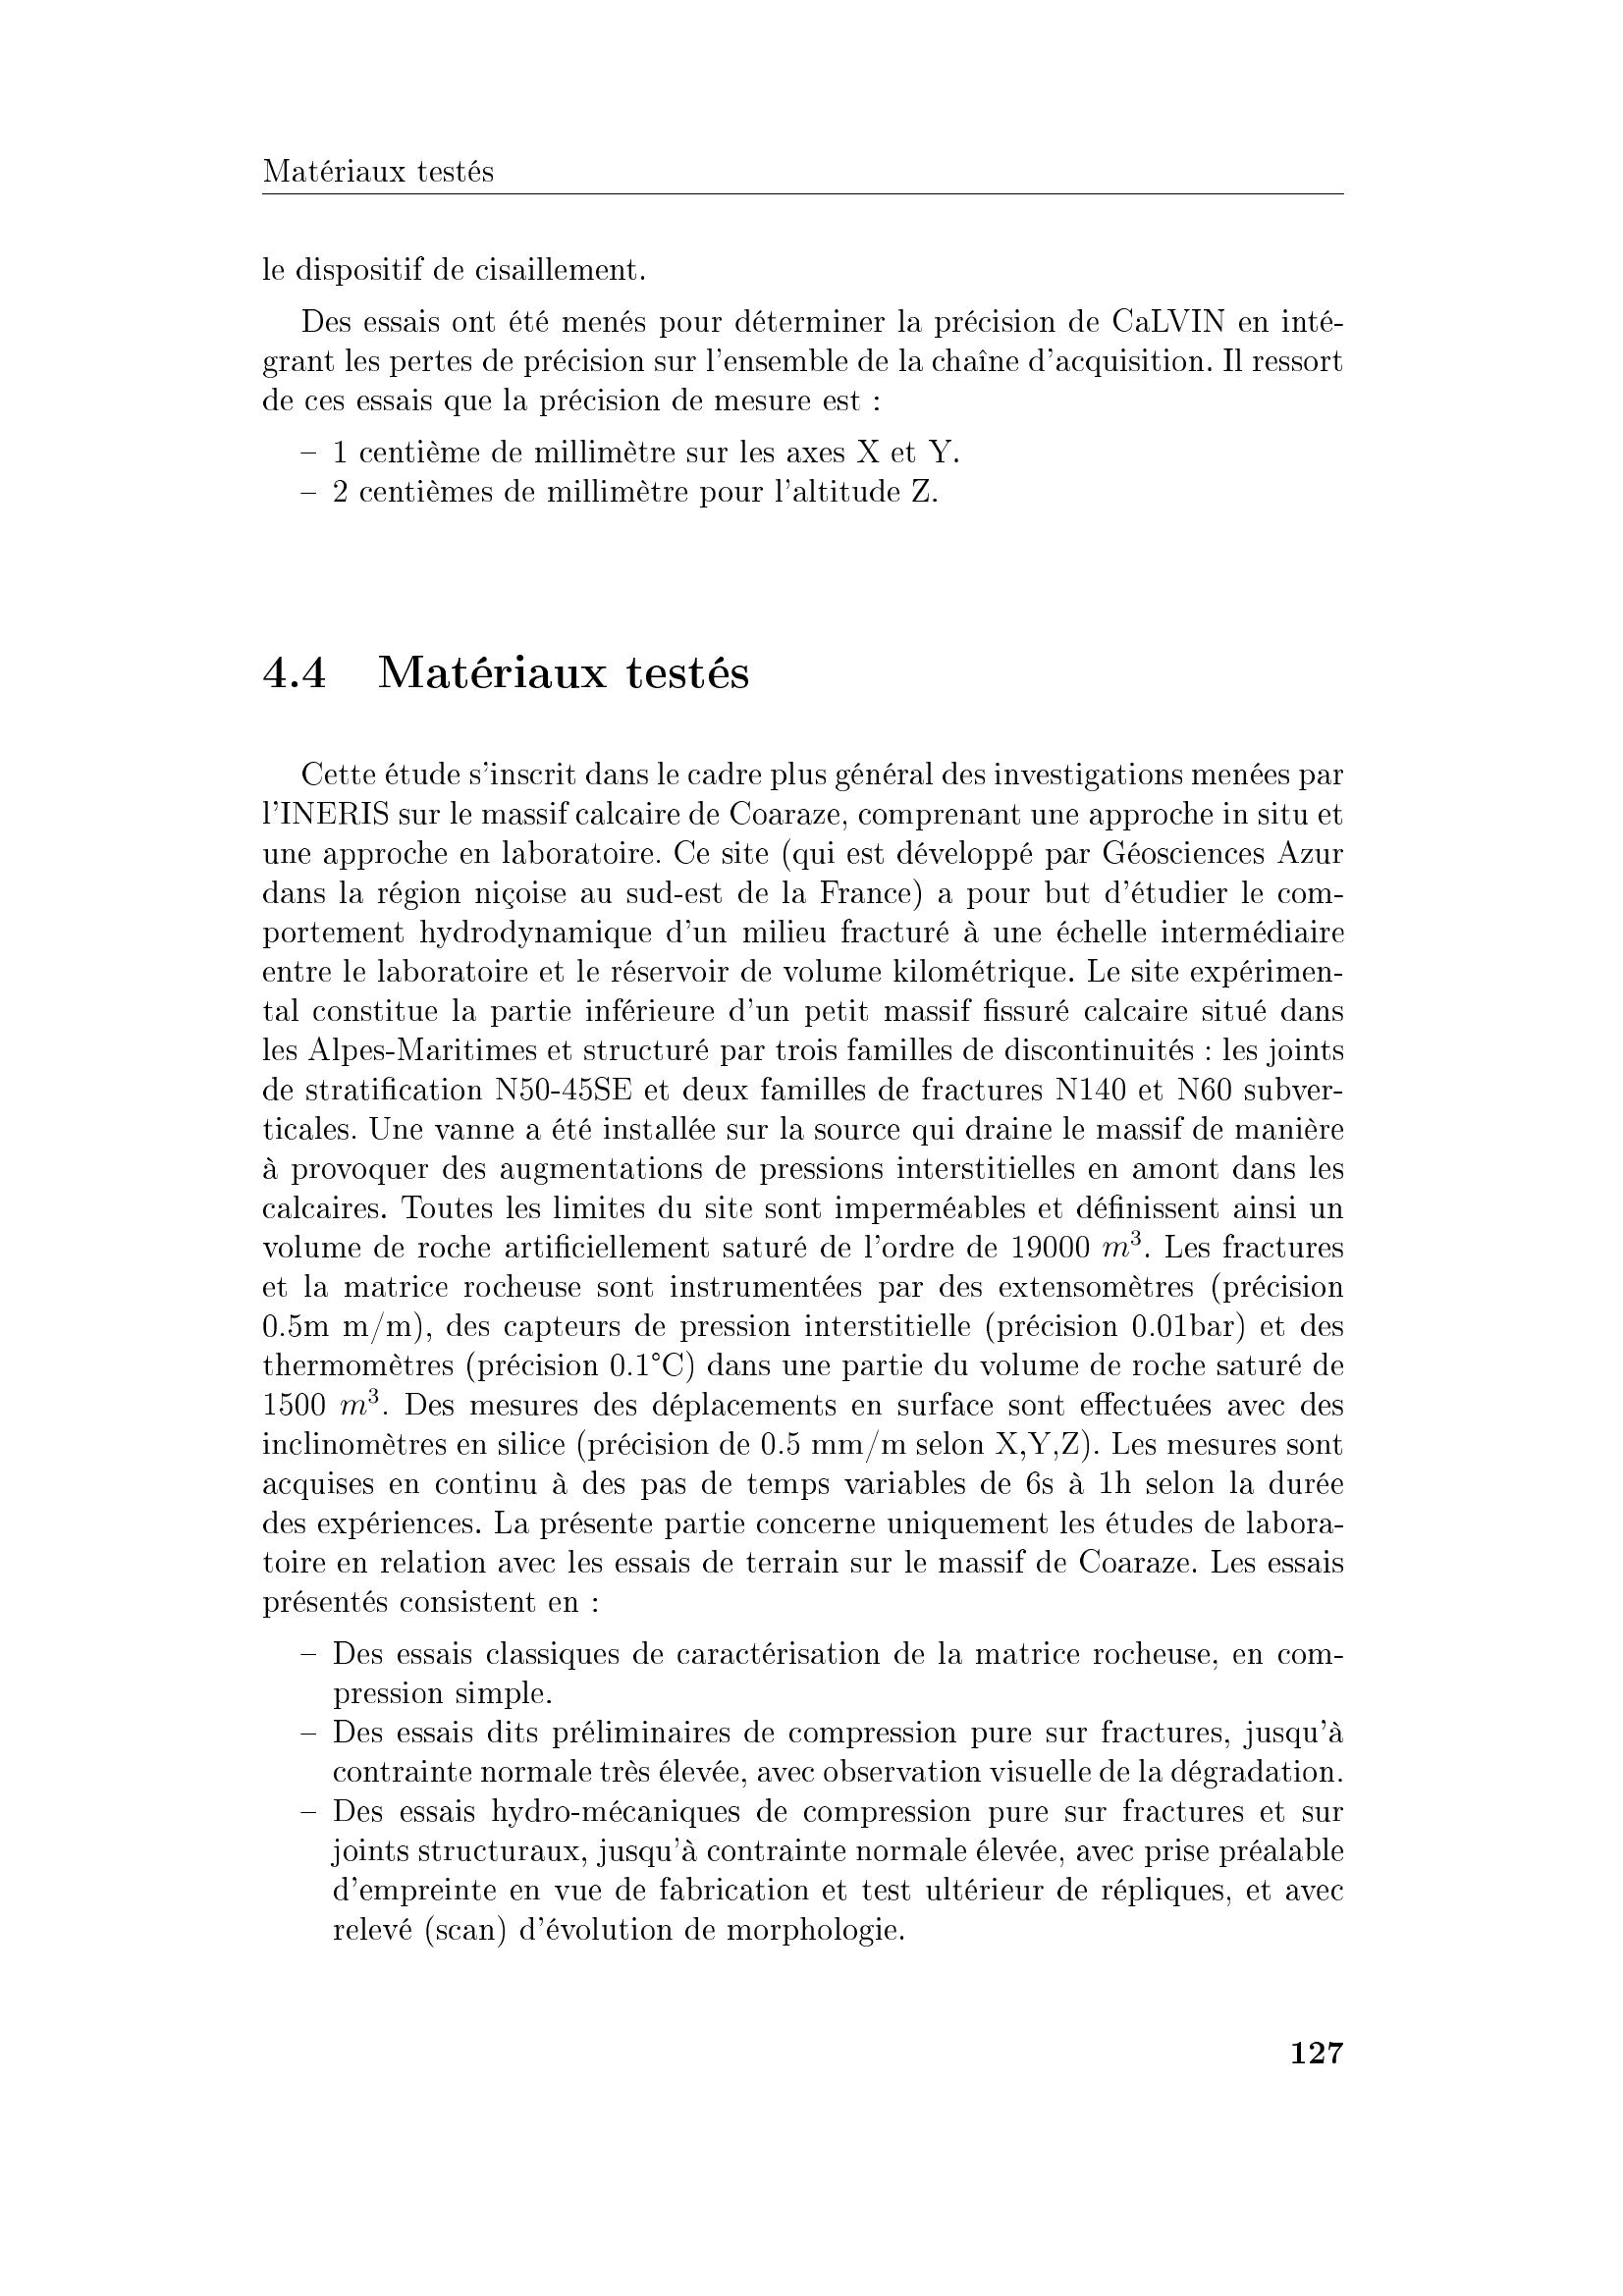 Matériaux testés
le dispositif de cisaillement.
Des essais ont été menés pour déterminer la précision de CaLVIN en inté-
grant les pertes de précision sur l'ensemble de la chaîne d'acquisition. Il ressort
de ces essais que la précision de mesure est :
– 1 centième de millimètre sur les axes X et Y.
– 2 centièmes de millimètre pour l'altitude Z.
4.4 Matériaux testés
Cette étude s'inscrit dans le cadre plus général des investigations menées par
l'INERIS sur le massif calcaire de Coaraze, comprenant une approche in situ et
une approche en laboratoire. Ce site (qui est développé par Géosciences Azur
dans la région niçoise au sud-est de la France) a pour but d'étudier le com-
portement hydrodynamique d'un milieu fracturé à une échelle intermédiaire
entre le laboratoire et le réservoir de volume kilométrique. Le site expérimen-
tal constitue la partie inférieure d'un petit massif fissuré calcaire situé dans
les Alpes-Maritimes et structuré par trois familles de discontinuités : les joints
de stratification N50-45SE et deux familles de fractures N140 et N60 subver-
ticales. Une vanne a été installée sur la source qui draine le massif de manière
à provoquer des augmentations de pressions interstitielles en amont dans les
calcaires. Toutes les limites du site sont imperméables et définissent ainsi un
volume de roche artificiellement saturé de l'ordre de 19000 m³. Les fractures
et la matrice rocheuse sont instrumentées par des extensomètres (précision
0.5m m/m), des capteurs de pression interstitielle (précision 0.01bar) et des
thermomètres (précision 0.1°C) dans une partie du volume de roche saturé de
1500 m³. Des mesures des déplacements en surface sont effectuées avec des
inclinomètres en silice (précision de 0.5 mm/m selon X,Y,Z). Les mesures sont
acquises en continu à des pas de temps variables de 6s à 1h selon la durée
des expériences. La présente partie concerne uniquement les études de labora-
toire en relation avec les essais de terrain sur le massif de Coaraze. Les essais
présentés consistent en :
– Des essais classiques de caractérisation de la matrice rocheuse, en com-
pression simple.
– Des essais dits préliminaires de compression pure sur fractures, jusqu'à
contrainte normale très élevée, avec observation visuelle de la dégradation.
– Des essais hydro-mécaniques de compression pure sur fractures et sur
joints structuraux, jusqu'à contrainte normale élevée, avec prise préalable
d'empreinte en vue de fabrication et test ultérieur de répliques, et avec
relevé (scan) d'évolution de morphologie.
127